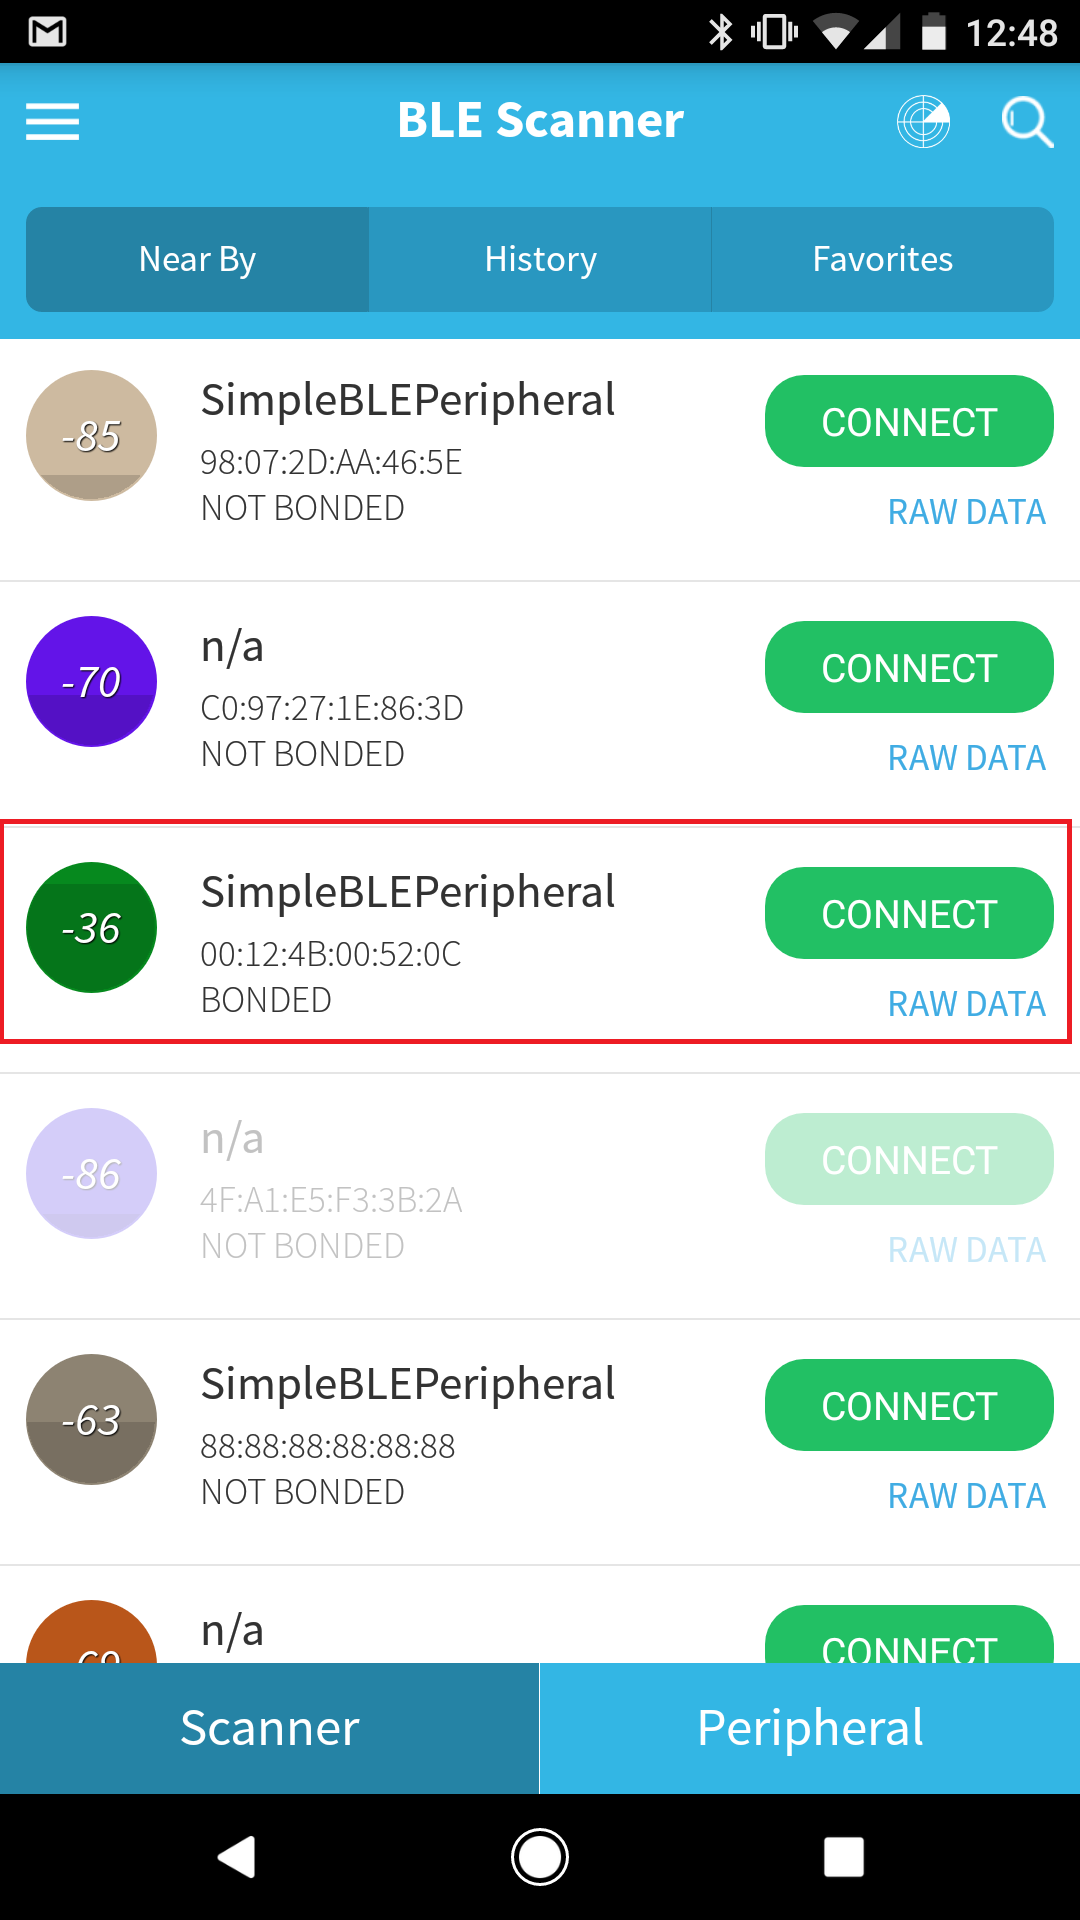 12:48
BLE Scanner
Near By History Favorites
-85
SimpleBLEPeripheral
98:07:2D:AA:46:5E
NOT BONDED
CONNECT
RAW DATA
-70
n/a
C0:97:27:1E:86:3D
NOT BONDED
CONNECT
RAW DATA
-36
SimpleBLEPeripheral
00:12:4B:00:52:0C
BONDED
CONNECT
RAW DATA
-86
n/a
4F:A1:E5:F3:3B:2A
NOT BONDED
CONNECT
RAW DATA
-63
SimpleBLEPeripheral
88:88:88:88:88:88
NOT BONDED
CONNECT
RAW DATA
n/a
CONNECT
Scanner Peripheral